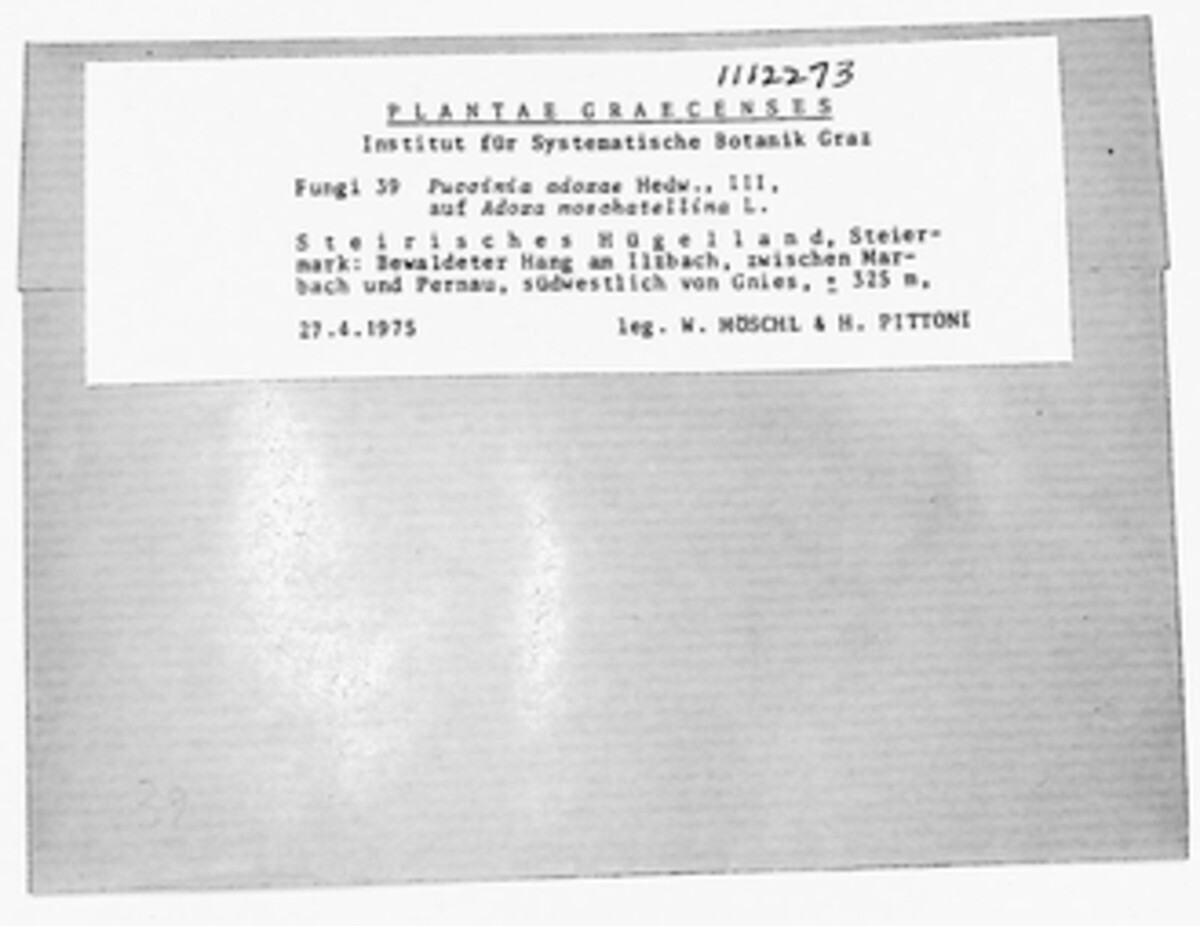 1112273
PLANTAE GRAECENSES
Institut für Systematische Botanik Graz
Fungi 39 Puccinia adoxae Hedw., III,
auf Adoxa moschatellina L.
Steirisches Hügelland, Steier-
mark: Bewaldeter Hang am Ilzbach, zwischen Mar-
bach und Pernau, südwestlich von Gnies, ± 325 m.
27.4.1975 leg. W. MÖSCHL & H. PITTONI
39